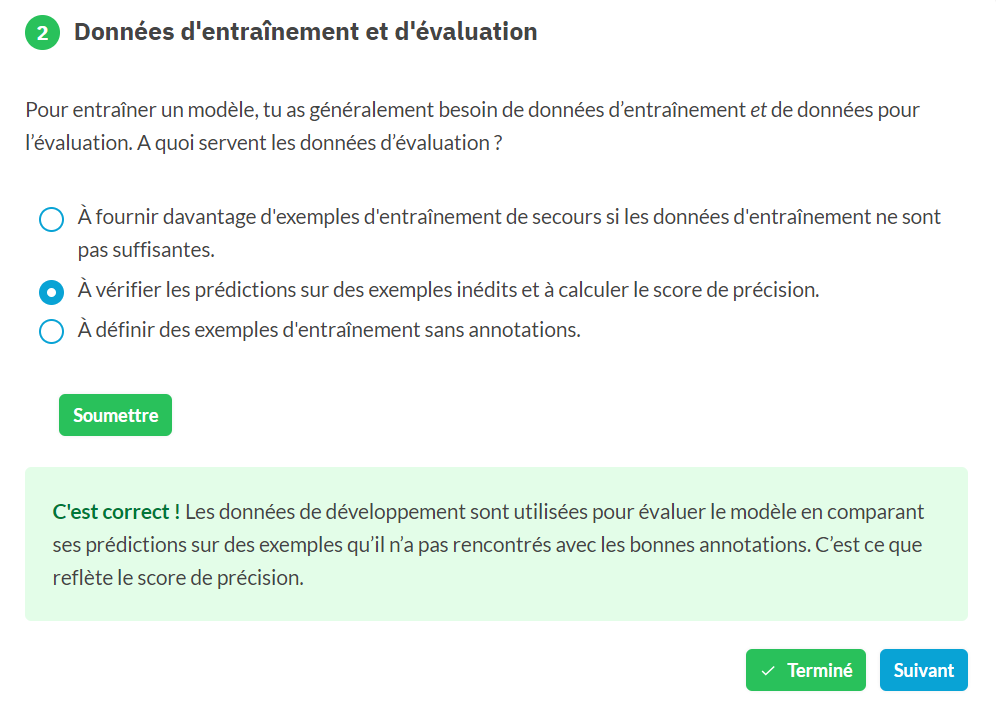 2 Données d'entraînement et d'évaluation
Pour entraîner un modèle, tu as généralement besoin de données d’entraînement et de données pour
l’évaluation. A quoi servent les données d’évaluation ?
À fournir davantage d'exemples d'entraînement de secours si les données d'entraînement ne sont
pas suffisantes.
À vérifier les prédictions sur des exemples inédits et à calculer le score de précision.
À définir des exemples d'entraînement sans annotations.
Soumettre
C'est correct ! Les données de développement sont utilisées pour évaluer le modèle en comparant
ses prédictions sur des exemples qu’il n’a pas rencontrés avec les bonnes annotations. C’est ce que
reflète le score de précision.
✓ Terminé Suivant